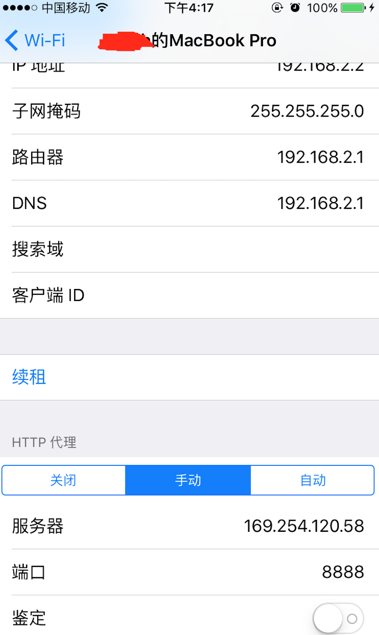 中国移动 下午4:17 100%
Wi-Fi 的MacBook Pro
IP 地址 192.168.2.2
子网掩码 255.255.255.0
路由器 192.168.2.1
DNS 192.168.2.1
搜索域
客户端 ID
续租
HTTP 代理
关闭 手动 自动
服务器 169.254.120.58
端口 8888
鉴定